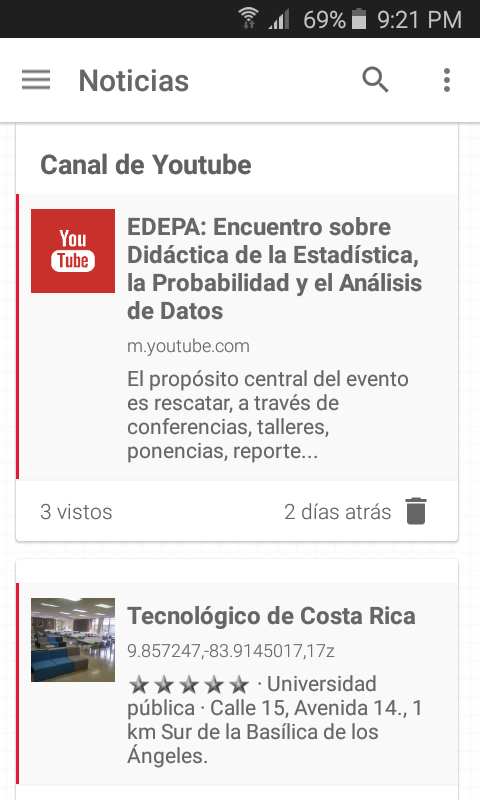 69% 9:21 PM
Noticias
Canal de Youtube
You
Tube
EDEPA: Encuentro sobre
Didáctica de la Estadística,
la Probabilidad y el Análisis
de Datos
m.youtube.com
El propósito central del evento
es rescatar, a través de
conferencias, talleres,
ponencias, reporte...
3 vistos 2 días atrás
Tecnológico de Costa Rica
9.857247,-83.9145017,17z
★★★★★ · Universidad
pública · Calle 15, Avenida 14., 1
km Sur de la Basílica de los
Ángeles.